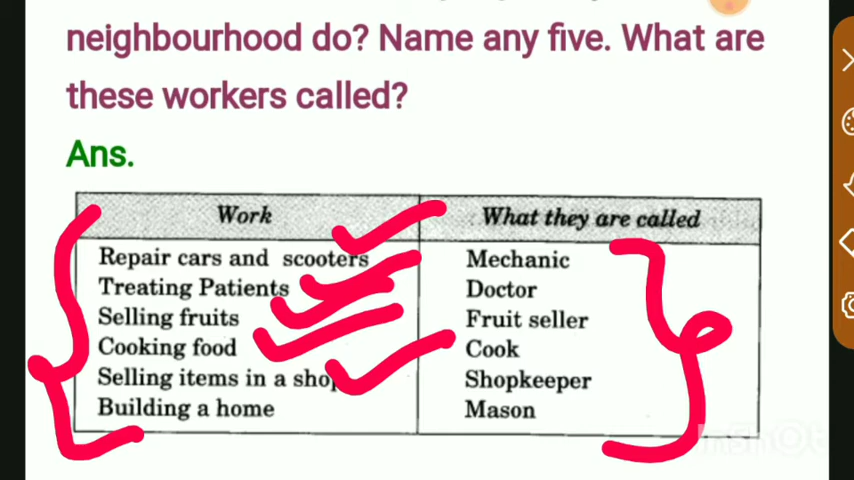 neighbourhood do? Name any five. What are
these workers called?
Ans.
Work What they are called
Repair cars and scooters Mechanic
Treating Patients Doctor
Selling fruits Fruit seller
Cooking food Cook
Selling items in a shop Shopkeeper
Building a home Mason